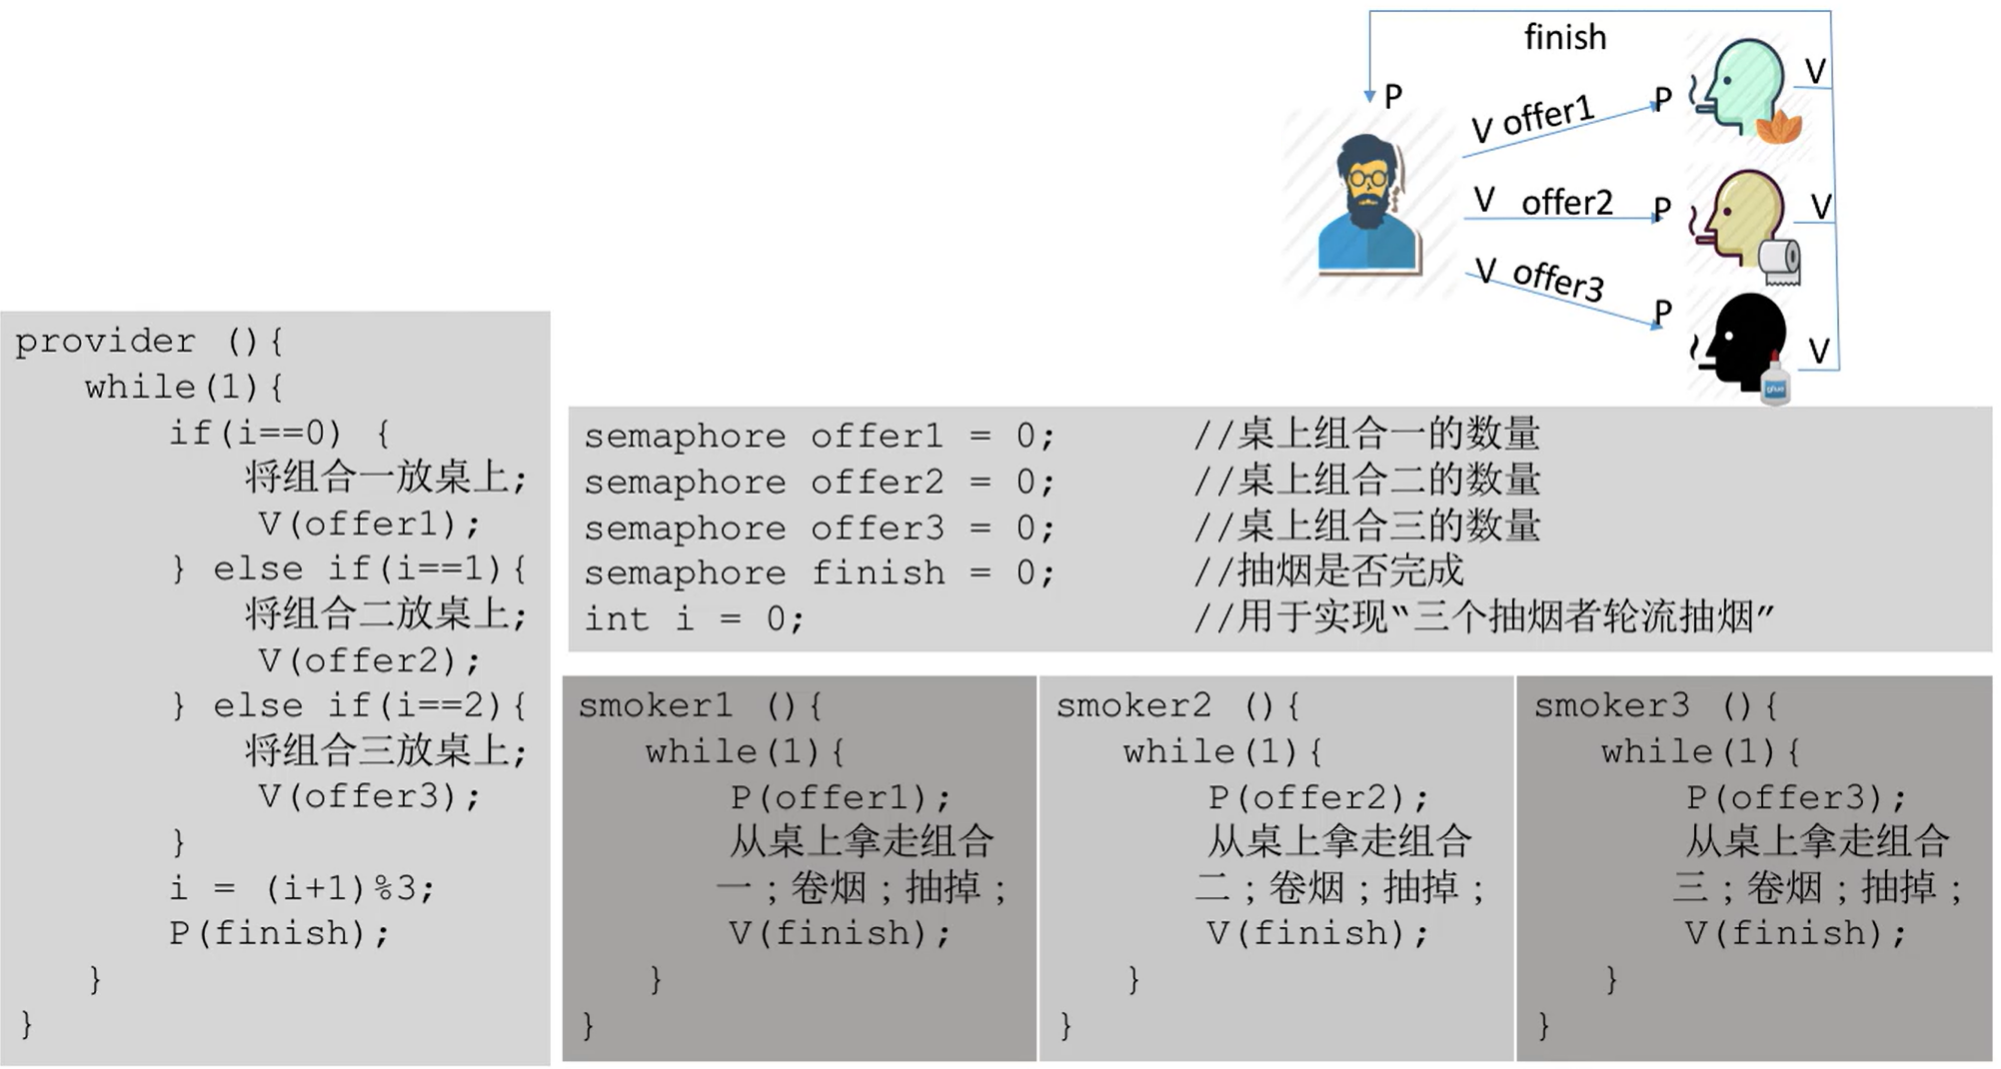 finish
P
V
V offer1
P
V offer2
P
V
V offer3
P
V
glue
provider (){
while(1){
if(i==0) {
将组合一放桌上;
V(offer1);
} else if(i==1){
将组合二放桌上;
V(offer2);
} else if(i==2){
将组合三放桌上;
V(offer3);
}
i = (i+1)%3;
P(finish);
}
}
semaphore offer1 = 0; //桌上组合一的数量
semaphore offer2 = 0; //桌上组合二的数量
semaphore offer3 = 0; //桌上组合三的数量
semaphore finish = 0; //抽烟是否完成
int i = 0; //用于实现“三个抽烟者轮流抽烟”
smoker1 (){
while(1){
P(offer1);
从桌上拿走组合
一；卷烟；抽掉；
V(finish);
}
}
smoker2 (){
while(1){
P(offer2);
从桌上拿走组合
二；卷烟；抽掉；
V(finish);
}
}
smoker3 (){
while(1){
P(offer3);
从桌上拿走组合
三；卷烟；抽掉；
V(finish);
}
}